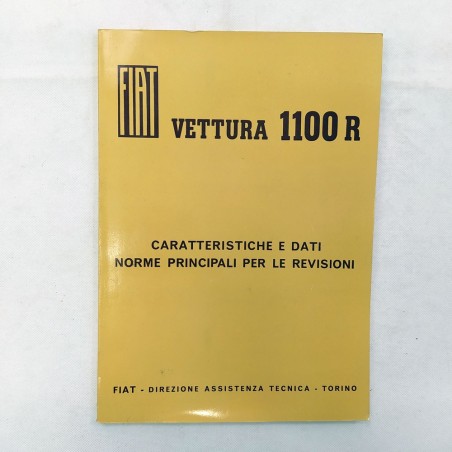 FIAT VETTURA 1100 R
CARATTERISTICHE E DATI
NORME PRINCIPALI PER LE REVISIONI
FIAT - DIREZIONE ASSISTENZA TECNICA - TORINO